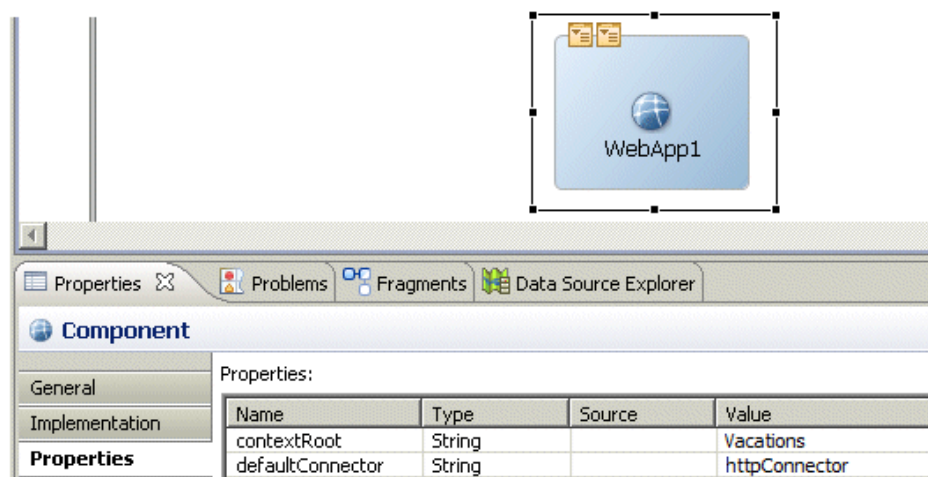 WebApp1
Properties Problems Fragments Data Source Explorer
Component
General
Implementation
Properties
Properties:
Name Type Source Value
contextRoot String Vacations
defaultConnector String httpConnector